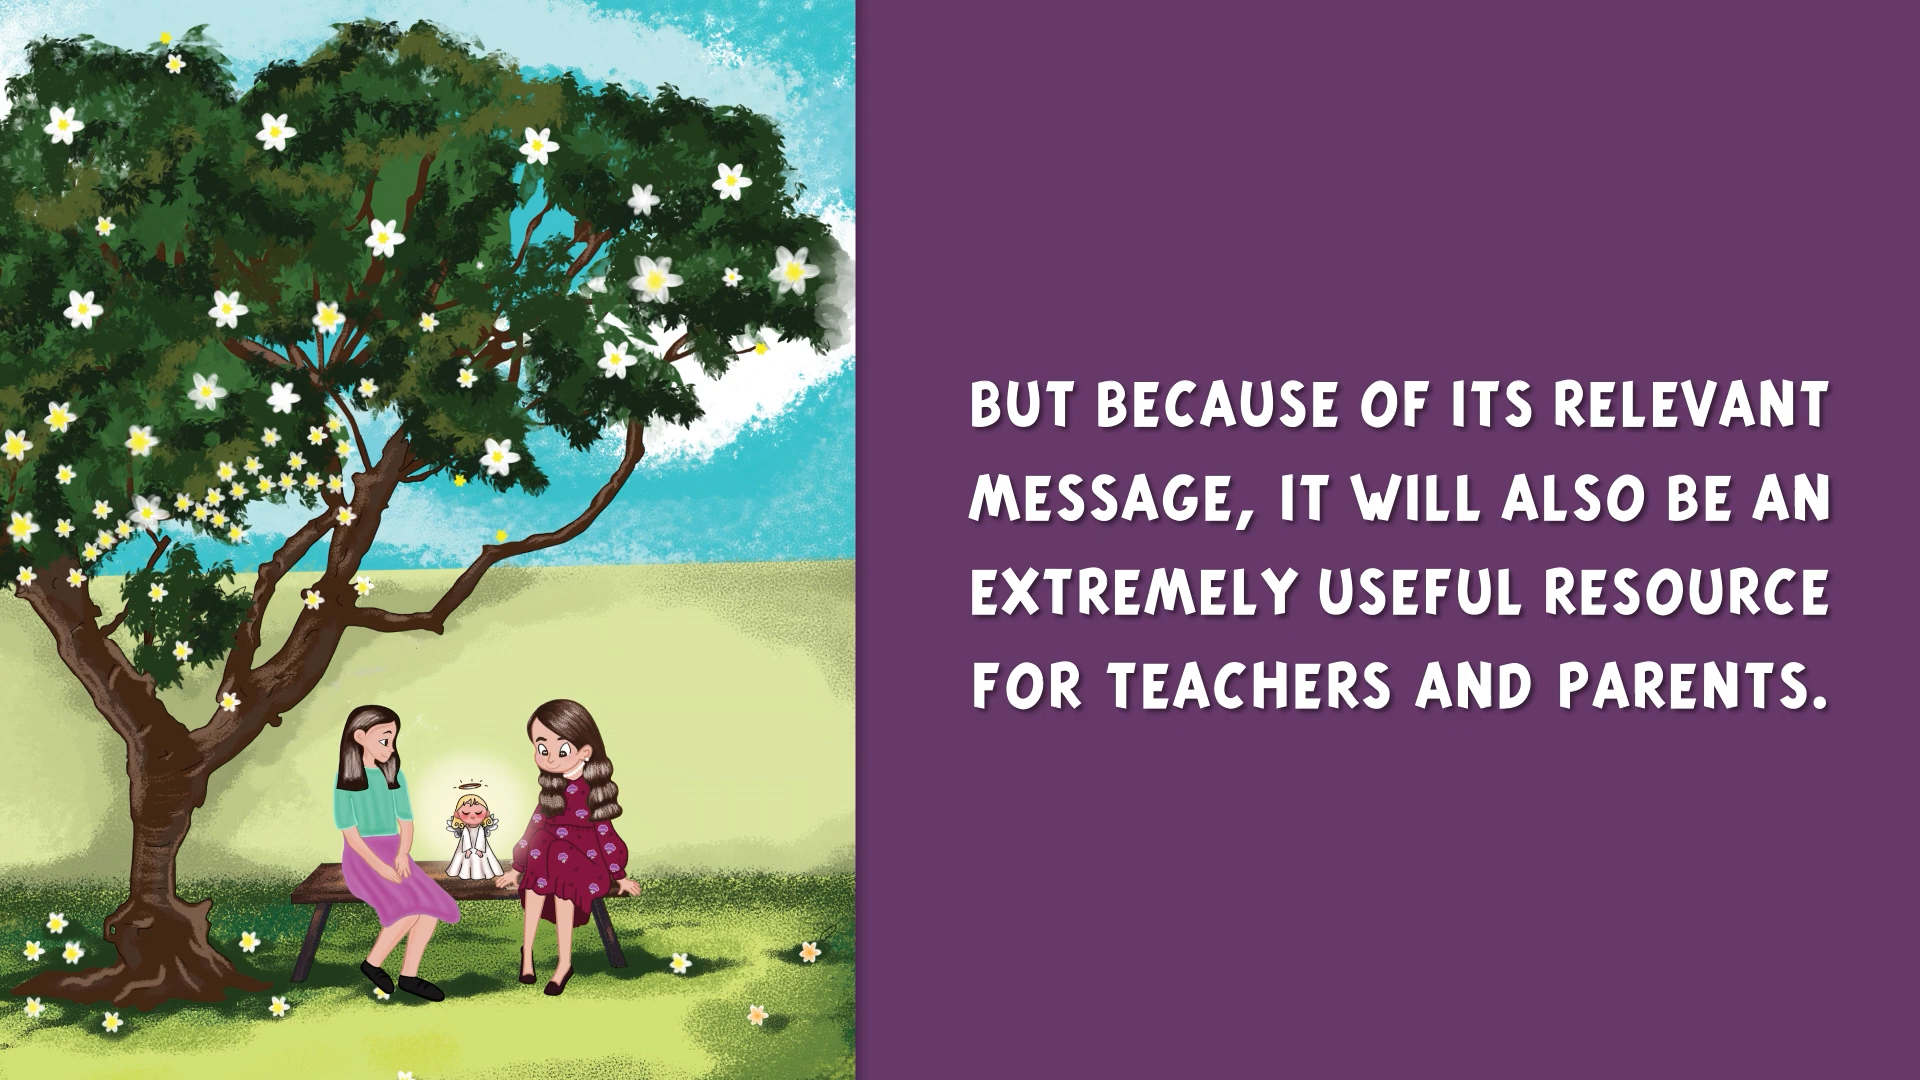 BUT BECAUSE OF ITS RELEVANT
MESSAGE, IT WILL ALSO BE AN
EXTREMELY USEFUL RESOURCE
FOR TEACHERS AND PARENTS.